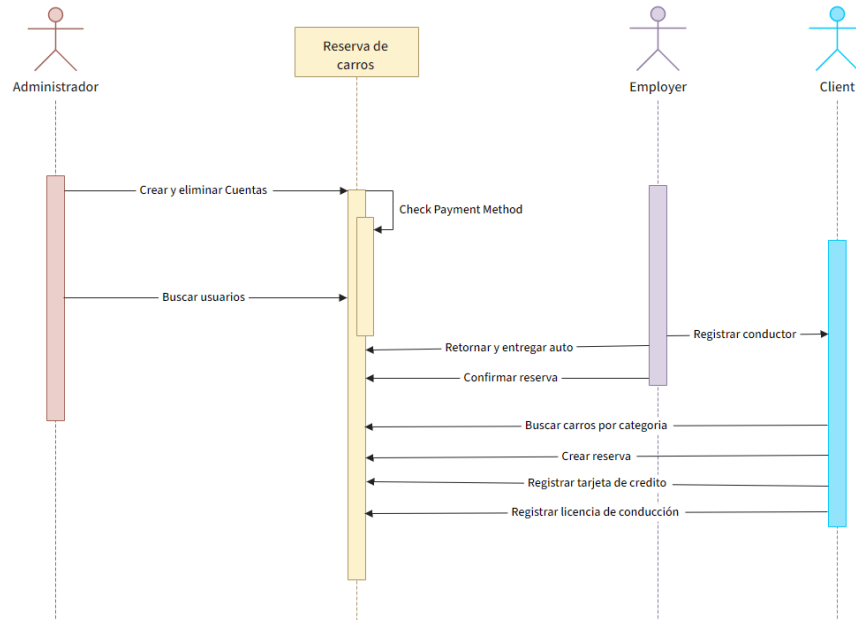 Reserva de
carros
Administrador
Employer
Client
Crear y eliminar Cuentas
Check Payment Method
Buscar usuarios
Registrar conductor
Retornar y entregar auto
Confirmar reserva
Buscar carros por categoria
Crear reserva
Registrar tarjeta de credito
Registrar licencia de conducción